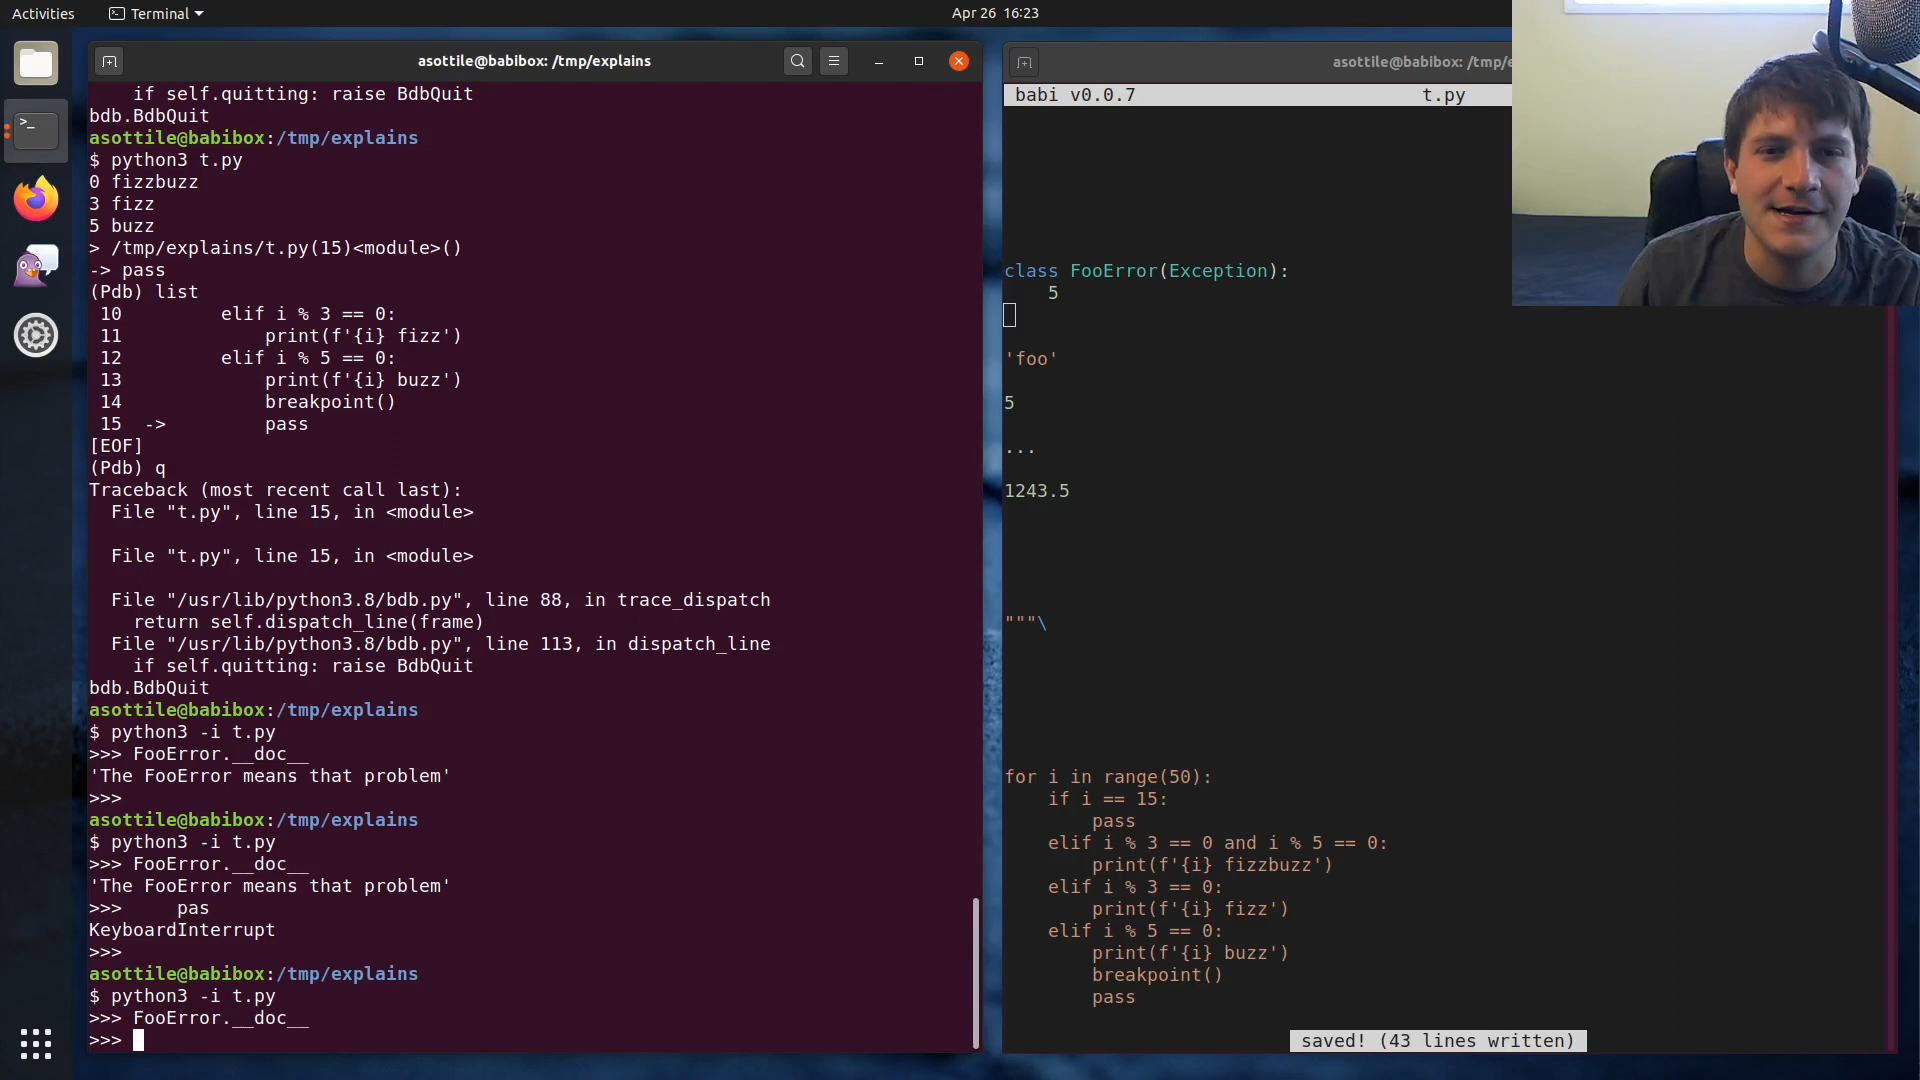 Activities
Terminal
Apr 26 16:23
asottile@babibox: /tmp/explains
if self.quitting: raise BdbQuit
bdb.BdbQuit
asottile@babibox:/tmp/explains
$ python3 t.py
0 fizzbuzz
3 fizz
5 buzz
> /tmp/explains/t.py(15)<module>()
-> pass
(Pdb) list
10 elif i % 3 == 0:
11 print(f'{i} fizz')
12 elif i % 5 == 0:
13 print(f'{i} buzz')
14 breakpoint()
15 -> pass
[EOF]
(Pdb) q
Traceback (most recent call last):
File "t.py", line 15, in <module>
File "t.py", line 15, in <module>
File "/usr/lib/python3.8/bdb.py", line 88, in trace_dispatch
return self.dispatch_line(frame)
File "/usr/lib/python3.8/bdb.py", line 113, in dispatch_line
if self.quitting: raise BdbQuit
bdb.BdbQuit
asottile@babibox:/tmp/explains
$ python3 -i t.py
>>> FooError.__doc__
'The FooError means that problem'
>>>
asottile@babibox:/tmp/explains
$ python3 -i t.py
>>> FooError.__doc__
'The FooError means that problem'
>>> pas
KeyboardInterrupt
>>>
asottile@babibox:/tmp/explains
$ python3 -i t.py
>>> FooError.__doc__
>>>
asottile@babibox: /tmp/e
babi v0.0.7 t.py
class FooError(Exception):
5
'foo'
5
...
1243.5
"""\
for i in range(50):
if i == 15:
pass
elif i % 3 == 0 and i % 5 == 0:
print(f'{i} fizzbuzz')
elif i % 3 == 0:
print(f'{i} fizz')
elif i % 5 == 0:
print(f'{i} buzz')
breakpoint()
pass
saved! (43 lines written)